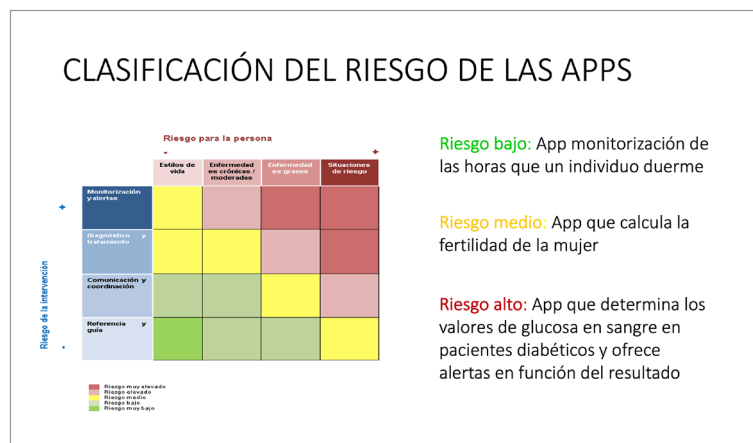 CLASIFICACIÓN DEL RIESGO DE LAS APPS
Riesgo para la persona
- +
Estilos de
vida
Enfermedad
es crónicas /
moderadas
Enfermedad
es graves
Situaciones
de riesgo
Riesgo de la intervención
+
-
Monitorización
y alertas
Diagnóstico y
tratamiento
Comunicación y
coordinación
Referencia y
guía
Riesgo muy elevado
Riesgo elevado
Riesgo medio
Riesgo bajo
Riesgo muy bajo
Riesgo bajo: App monitorización de
las horas que un individuo duerme
Riesgo medio: App que calcula la
fertilidad de la mujer
Riesgo alto: App que determina los
valores de glucosa en sangre en
pacientes diabéticos y ofrece
alertas en función del resultado